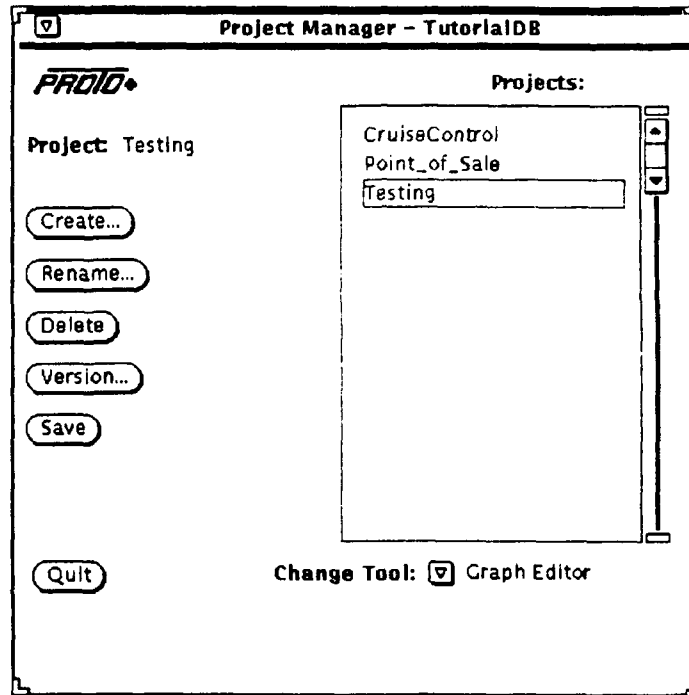 Project Manager – TutorialDB
PROTO+
Projects:
Project: Testing
CruiseControl
Point_of_Sale
Testing
Create...
Rename...
Delete
Version...
Save
Quit
Change Tool: Graph Editor